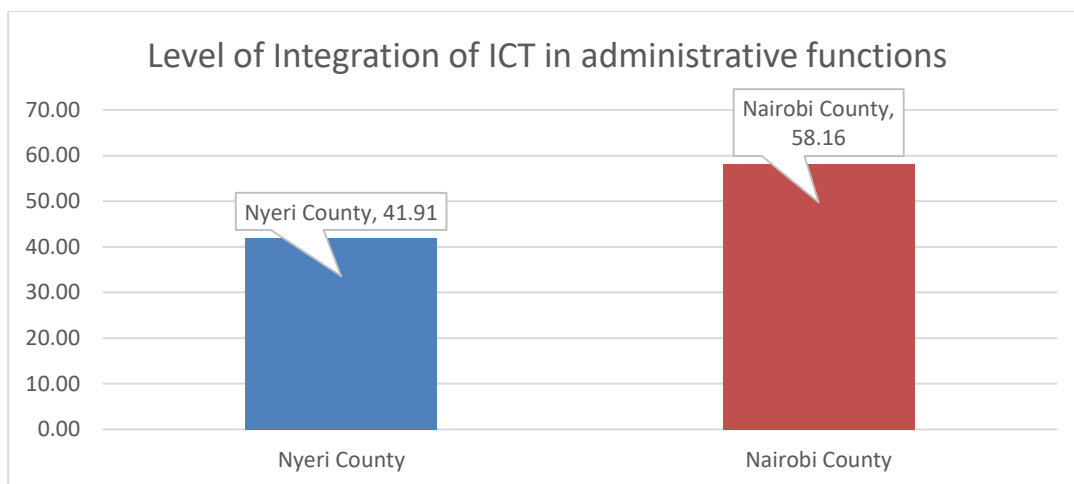 Level of Integration of ICT in administrative functions
70.00
60.00
50.00
40.00
30.00
20.00
10.00
0.00
Nyeri County, 41.91
Nairobi County,
58.16
Nyeri County
Nairobi County